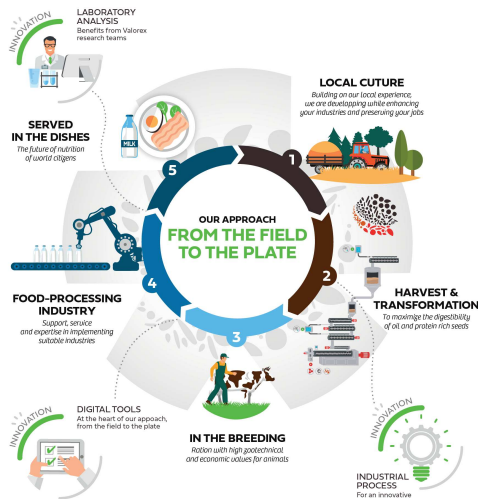 INNOVATION
LABORATORY
ANALYSIS
Benefits from Valorex
research teams
LOCAL CUTURE
Building on our local experience,
we are developping while enhancing
your industries and preserving your jobs
1
SERVED
IN THE DISHES
The future of nutrition
of world citigens
MILK
5
OUR APPROACH
FROM THE FIELD
TO THE PLATE
2
HARVEST &
TRANSFORMATION
To maximize the digestibility
of oil and protein rich seeds
4
FOOD-PROCESSING
INDUSTRY
Support, service
and expertise in implementing
suitable industries
3
IN THE BREEDING
Ration with high zootechnical
and economic values for animals
INNOVATION
DIGITAL TOOLS
At the heart of our appoach,
from the field to the plate
INNOVATION
INDUSTRIAL
PROCESS
For an innovative